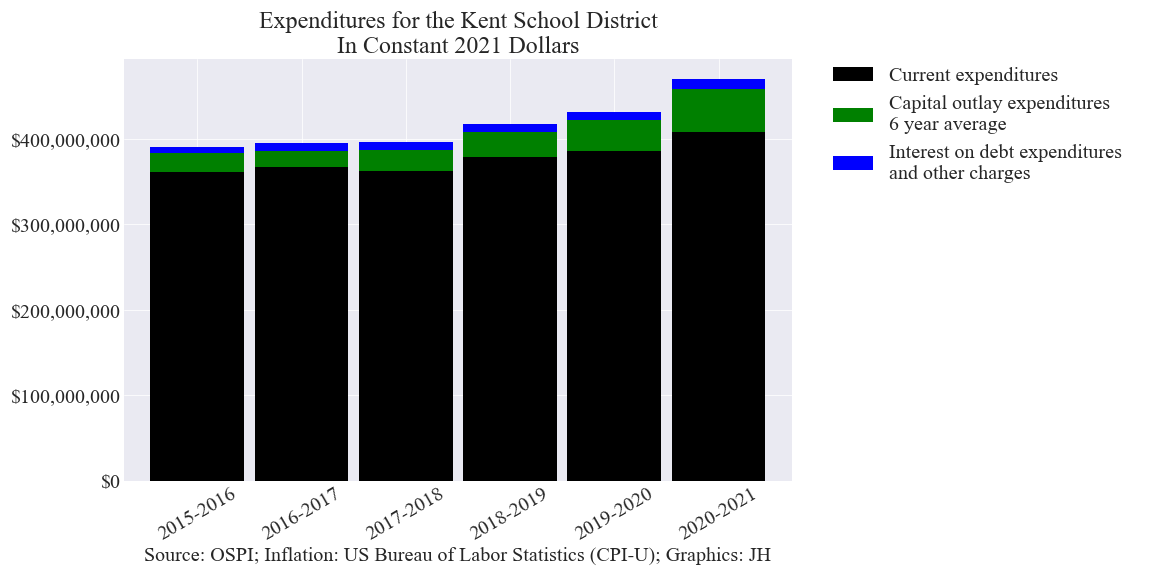 Expenditures for the Kent School District
In Constant 2021 Dollars
Current expenditures
Capital outlay expenditures
6 year average
Interest on debt expenditures
and other charges
$400,000,000
$300,000,000
$200,000,000
$100,000,000
$0
2015-2016
2016-2017
2017-2018
2018-2019
2019-2020
2020-2021
Source: OSPI; Inflation: US Bureau of Labor Statistics (CPI-U); Graphics: JH